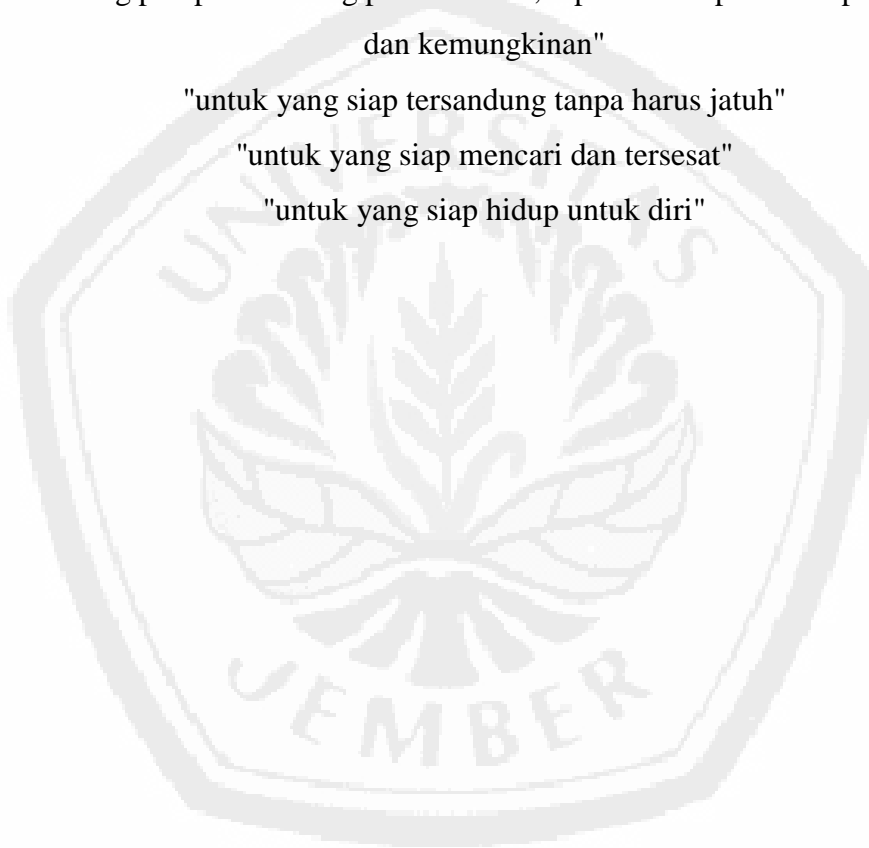 dan kemungkinan"
"untuk yang siap tersandung tanpa harus jatuh"
"untuk yang siap mencari dan tersesat"
"untuk yang siap hidup untuk diri"
UNIVERSITAS
JEMBER